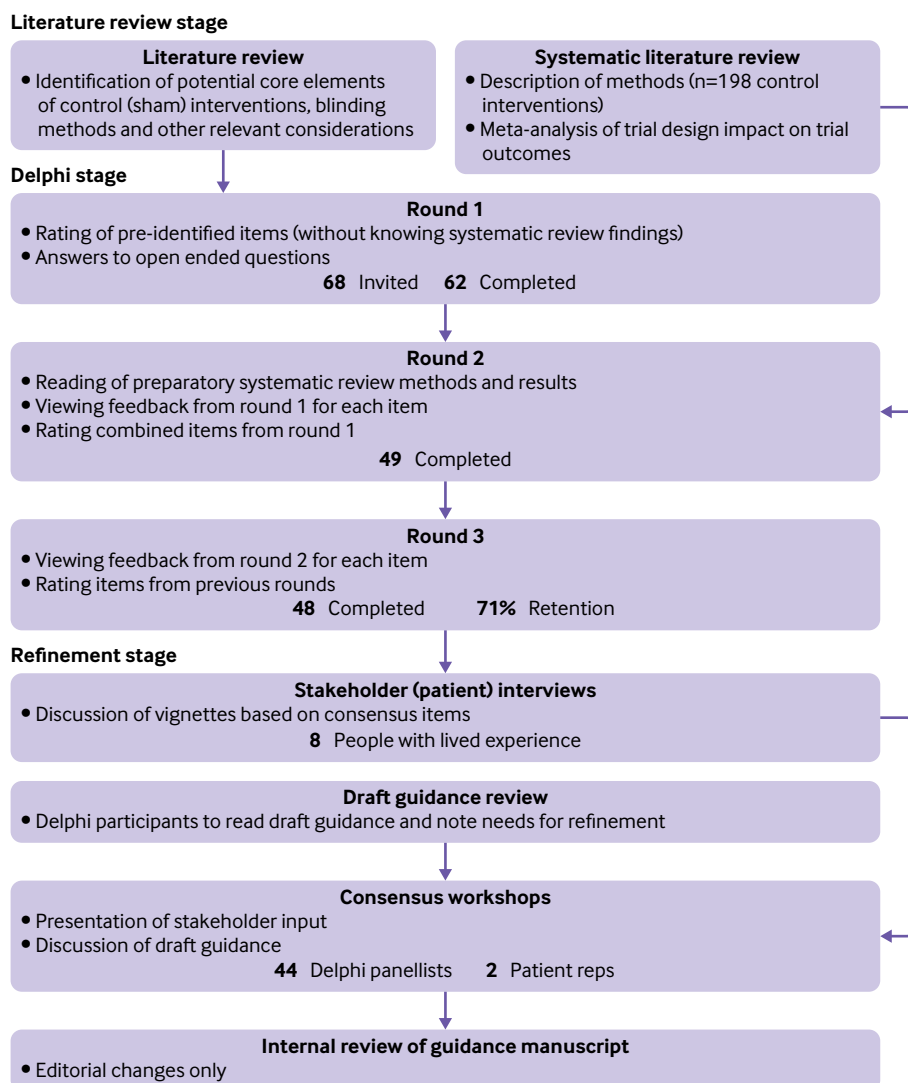 Literature review stage
Literature review
• Identification of potential core elements
of control (sham) interventions, blinding
methods and other relevant considerations
Systematic literature review
• Description of methods (n=198 control
interventions)
• Meta-analysis of trial design impact on trial
outcomes
Delphi stage
Round 1
• Rating of pre-identified items (without knowing systematic review findings)
• Answers to open ended questions
68 Invited 62 Completed
Round 2
• Reading of preparatory systematic review methods and results
• Viewing feedback from round 1 for each item
• Rating combined items from round 1
49 Completed
Round 3
• Viewing feedback from round 2 for each item
• Rating items from previous rounds
48 Completed 71% Retention
Refinement stage
Stakeholder (patient) interviews
• Discussion of vignettes based on consensus items
8 People with lived experience
Draft guidance review
• Delphi participants to read draft guidance and note needs for refinement
Consensus workshops
• Presentation of stakeholder input
• Discussion of draft guidance
44 Delphi panellists 2 Patient reps
Internal review of guidance manuscript
• Editorial changes only